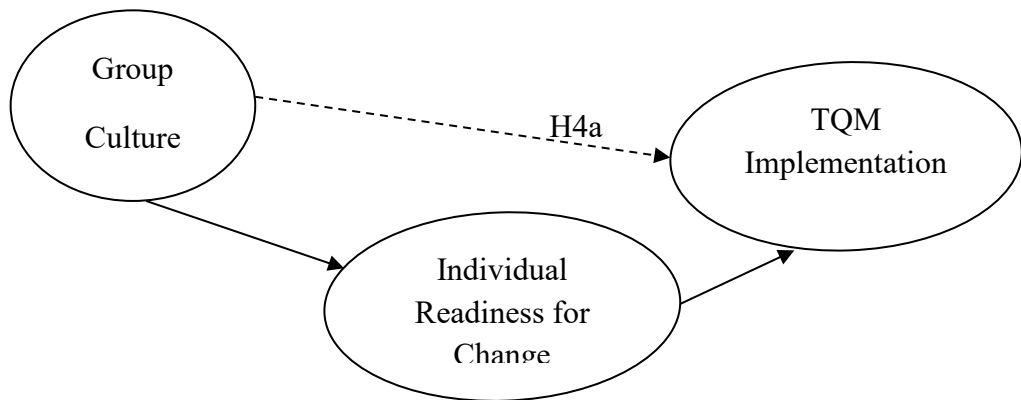 Group
Culture
H4a
TQM
Implementation
Individual
Readiness for
Change